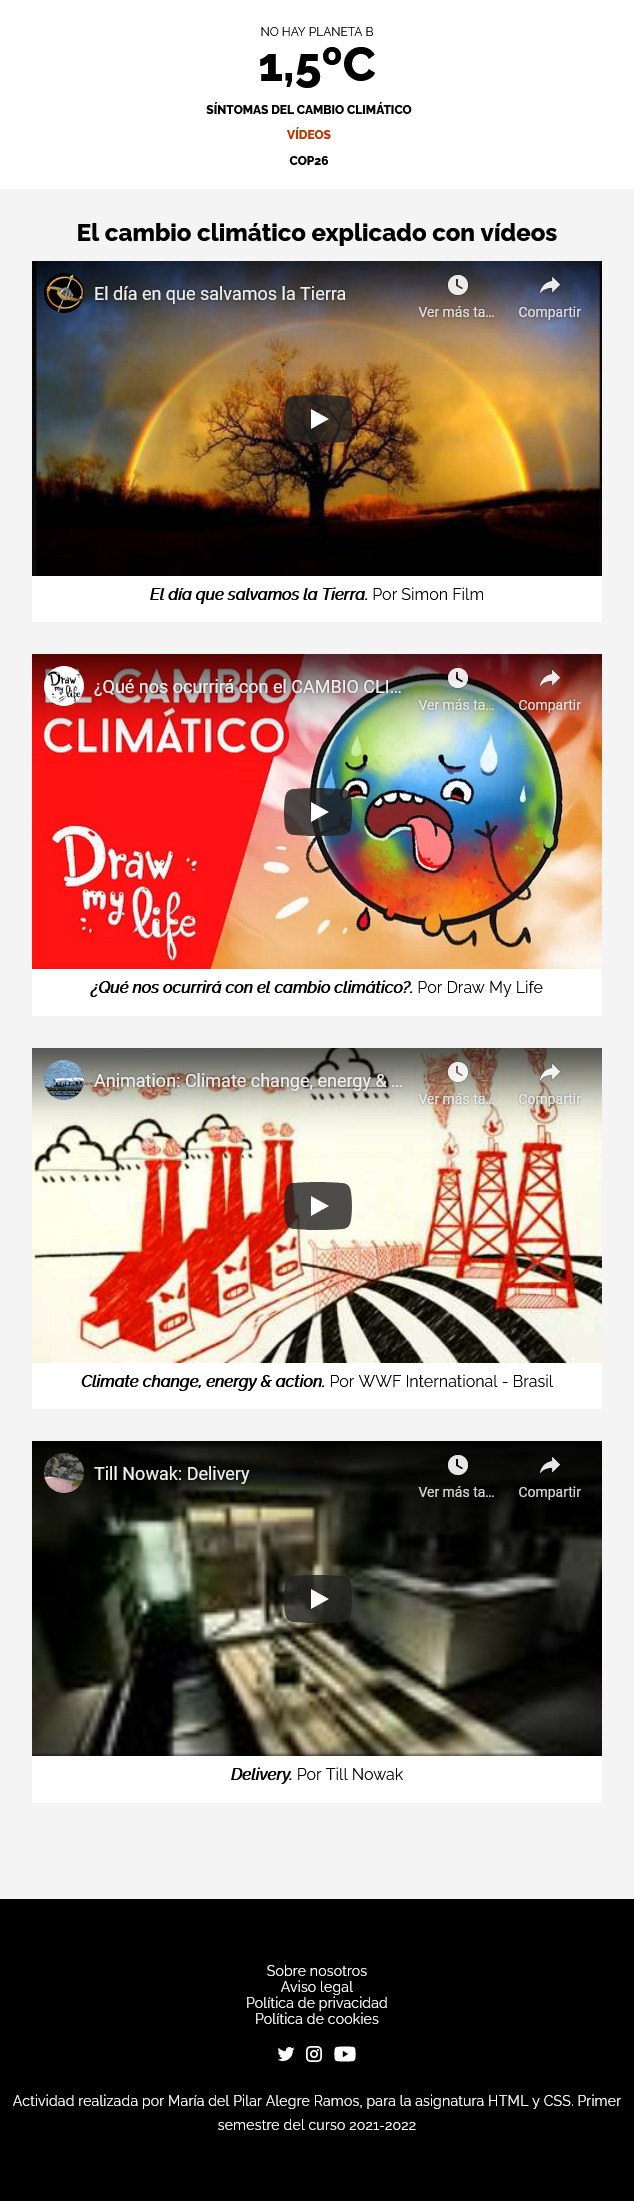 NO HAY PLANETA B
1,5ºC
SÍNTOMAS DEL CAMBIO CLIMÁTICO
VÍDEOS
COP26
El cambio climático explicado con vídeos
El día en que salvamos la Tierra
Ver más ta...
Compartir
El día que salvamos la Tierra. Por Simon Film
Draw my life
¿Qué nos ocurrirá con el CAMBIO CLI...
Ver más ta...
Compartir
EL CAMBIO
CLIMÁTICO
Draw
my
life
¿Qué nos ocurrirá con el cambio climático?. Por Draw My Life
Animation: Climate change, energy & ...
Ver más ta...
Compartir
Climate change, energy & action. Por WWF International - Brasil
Till Nowak: Delivery
Ver más ta...
Compartir
Delivery. Por Till Nowak
Sobre nosotros
Aviso legal
Política de privacidad
Política de cookies
Actividad realizada por María del Pilar Alegre Ramos, para la asignatura HTML y CSS. Primer
semestre del curso 2021-2022